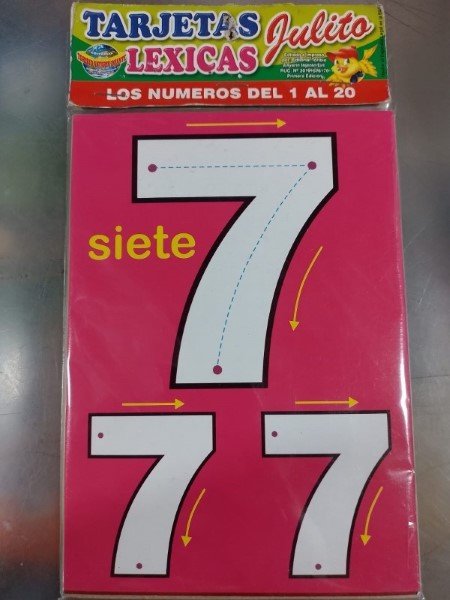 TARJETAS Julito
LEXICAS
LOS NUMEROS DEL 1 AL 20
7
siete
7 7